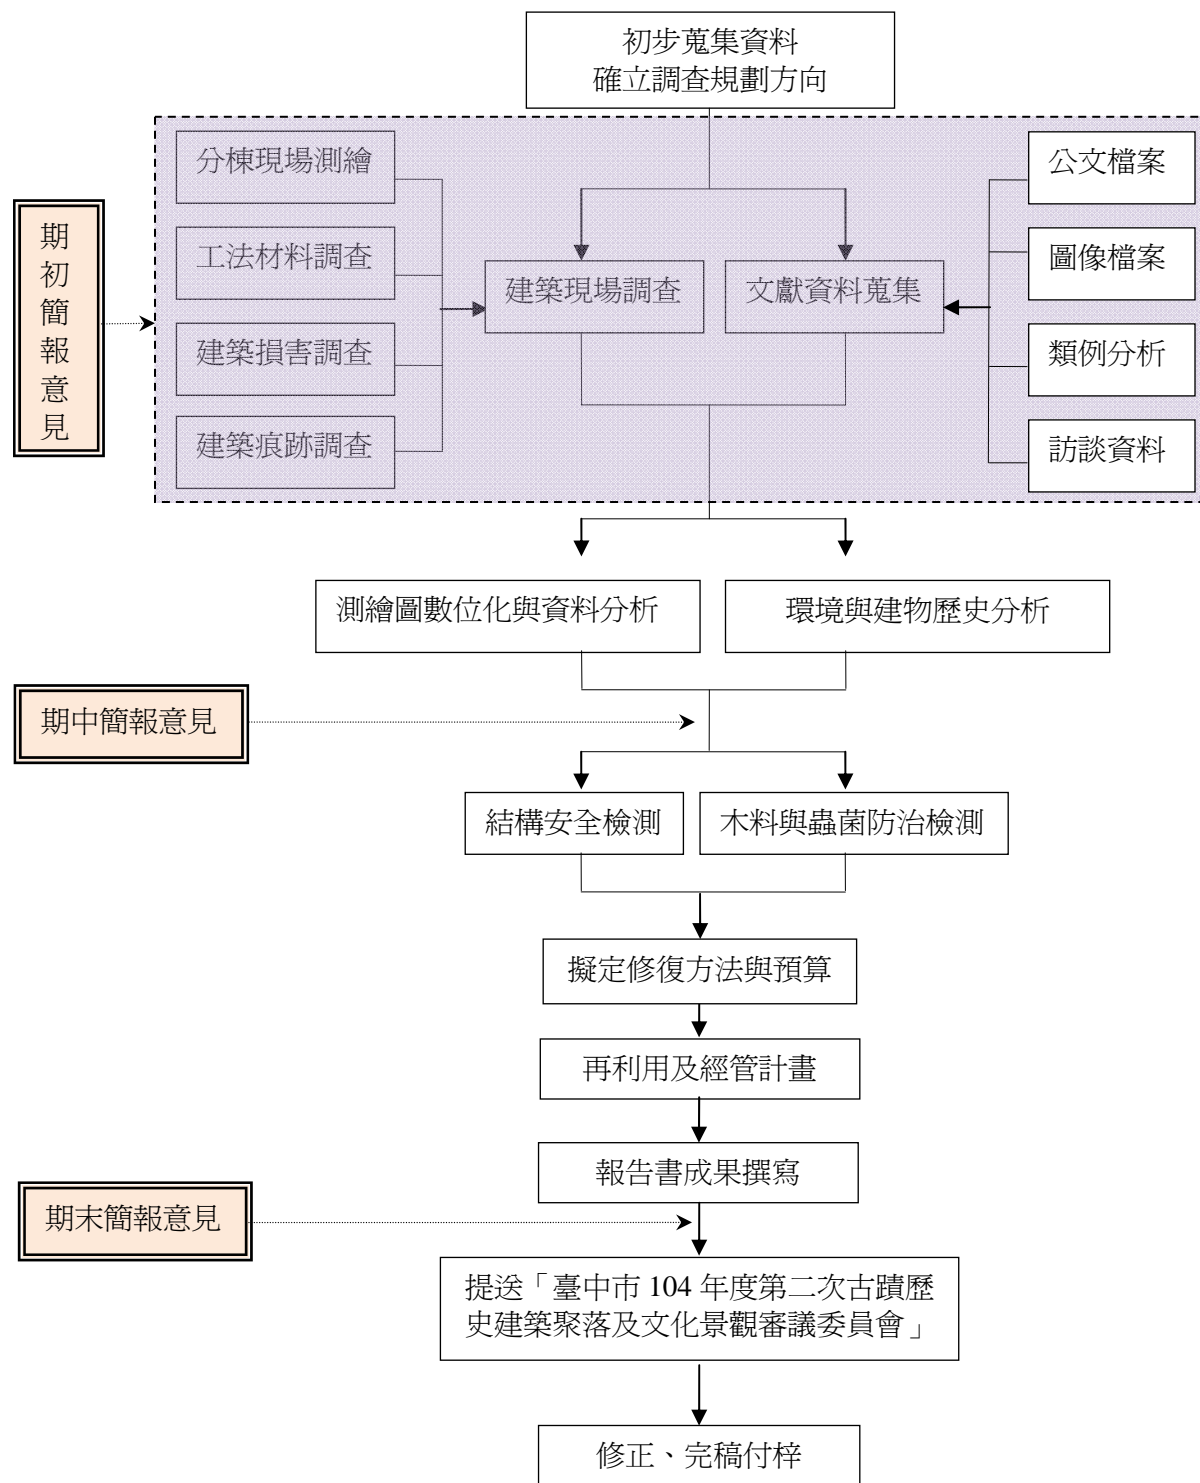 初步蒐集資料
確立調查規劃方向
期初簡報意見
分棟現場測繪
工法材料調查
建築損害調查
建築痕跡調查
建築現場調查
文獻資料蒐集
公文檔案
圖像檔案
類例分析
訪談資料
測繪圖數位化與資料分析
環境與建物歷史分析
期中簡報意見
結構安全檢測
木料與蟲菌防治檢測
擬定修復方法與預算
再利用及經管計畫
報告書成果撰寫
期末簡報意見
提送「臺中市 104 年度第二次古蹟歷
史建築聚落及文化景觀審議委員會」
修正、完稿付梓